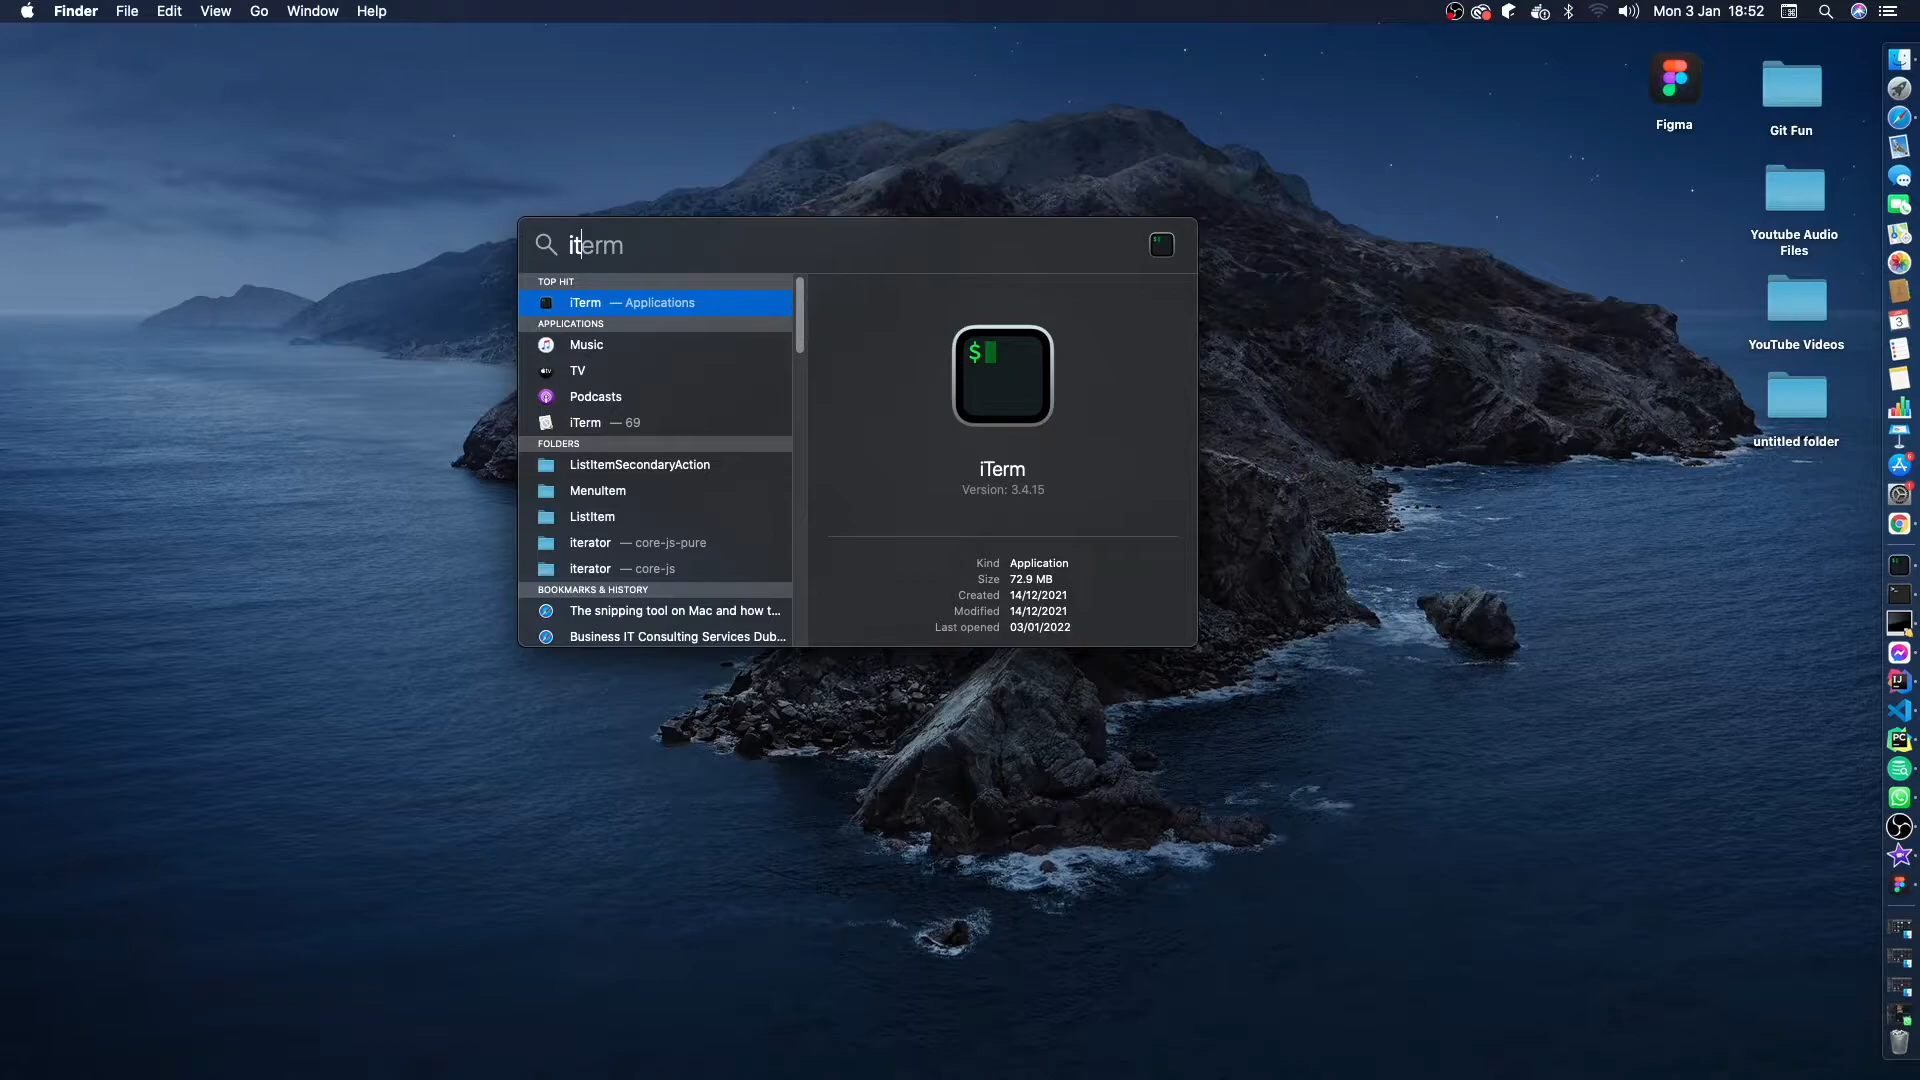 Finder File Edit View Go Window Help
Mon 3 Jan 18:52
Figma
Git Fun
Youtube Audio
Files
YouTube Videos
untitled folder
iterm
TOP HIT
iTerm — Applications
APPLICATIONS
Music
TV
Podcasts
iTerm — 69
FOLDERS
ListItemSecondaryAction
MenuItem
ListItem
iterator — core-js-pure
iterator — core-js
BOOKMARKS & HISTORY
The snipping tool on Mac and how t...
Business IT Consulting Services Dub...
$
iTerm
Version: 3.4.15
Kind Application
Size 72.9 MB
Created 14/12/2021
Modified 14/12/2021
Last opened 03/01/2022